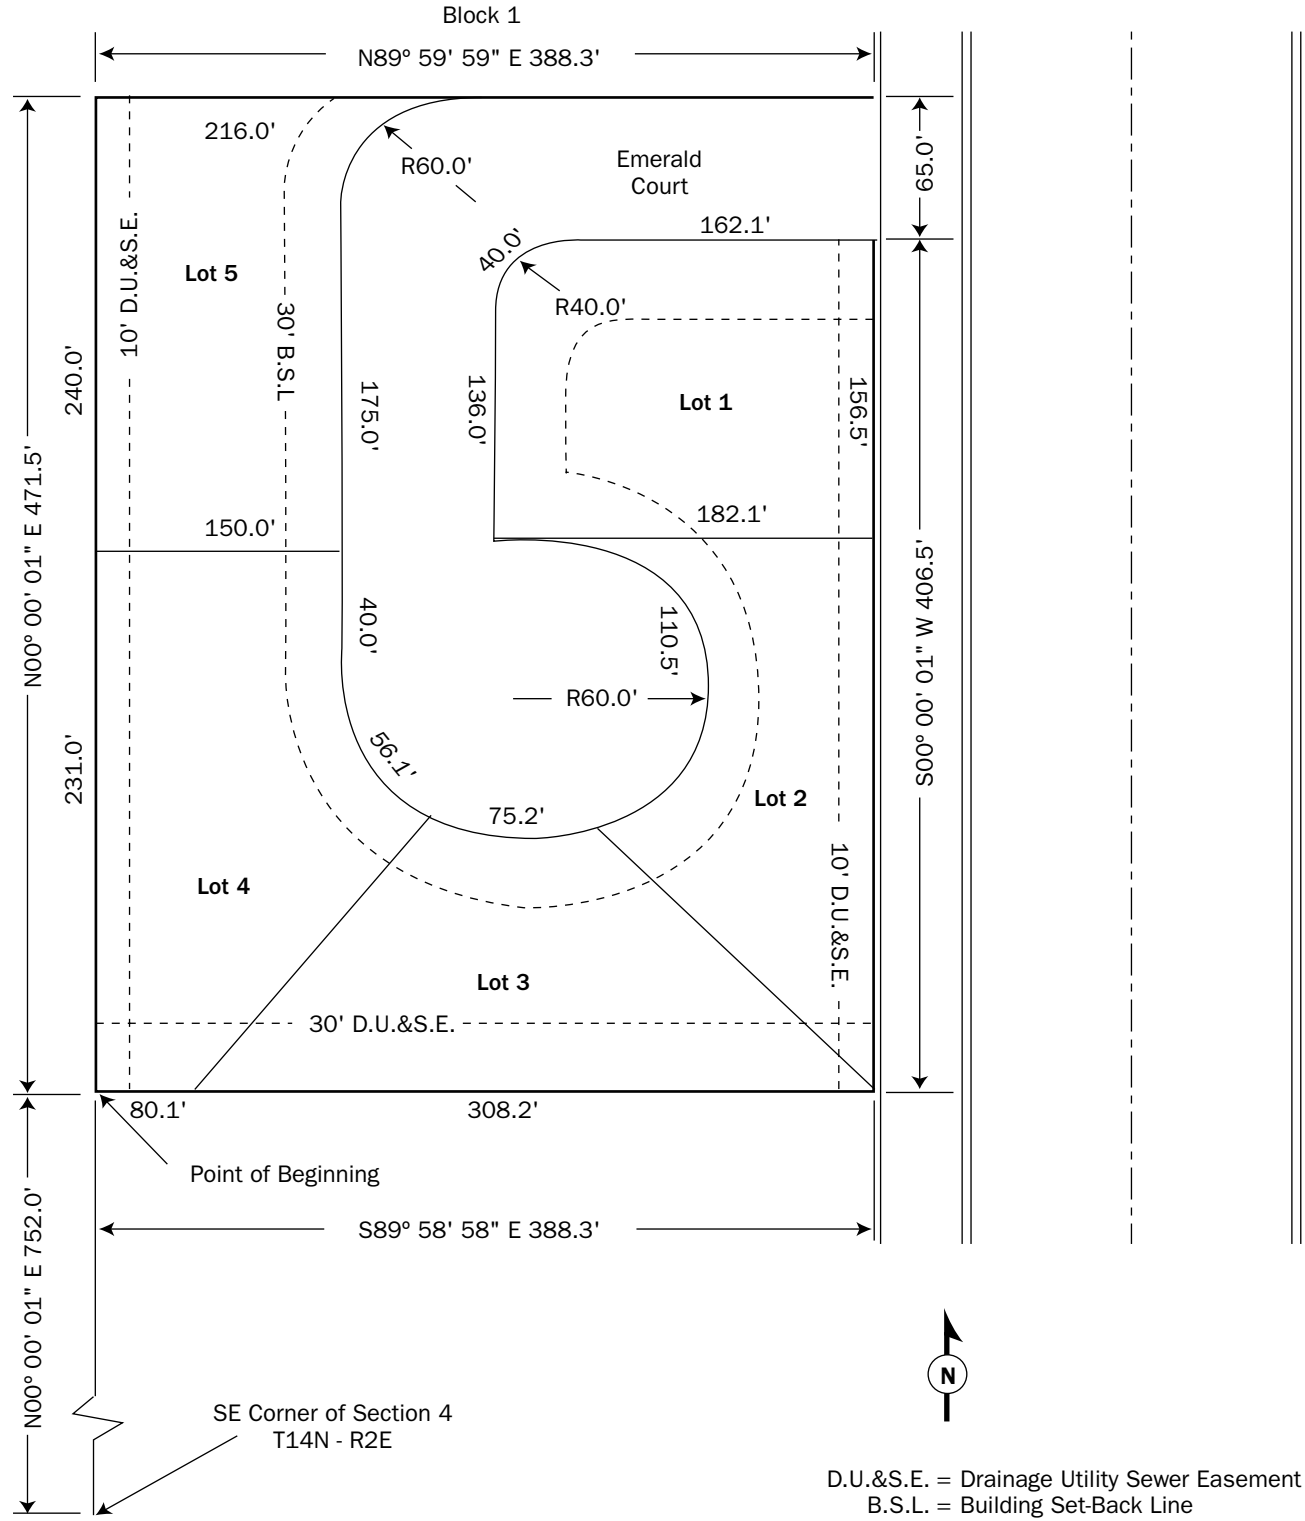 Block 1
N89° 59' 59" E 388.3'
216.0'
R60.0'
Emerald
Court
65.0'
162.1'
40.0'
R40.0'
10' D.U.&S.E.
Lot 5
30' B.S.L
240.0'
175.0'
136.0'
Lot 1
156.5'
N00° 00' 01" E 471.5'
182.1'
150.0'
S00° 00' 01" W 406.5'
40.0'
110.5'
R60.0'
231.0'
56.1'
75.2'
Lot 2
Lot 4
10' D.U.&S.E.
Lot 3
30' D.U.&S.E.
80.1'
308.2'
Point of Beginning
S89° 58' 58" E 388.3'
N00° 00' 01" E 752.0'
N
SE Corner of Section 4
T14N - R2E
D.U.&S.E. = Drainage Utility Sewer Easement
B.S.L. = Building Set-Back Line